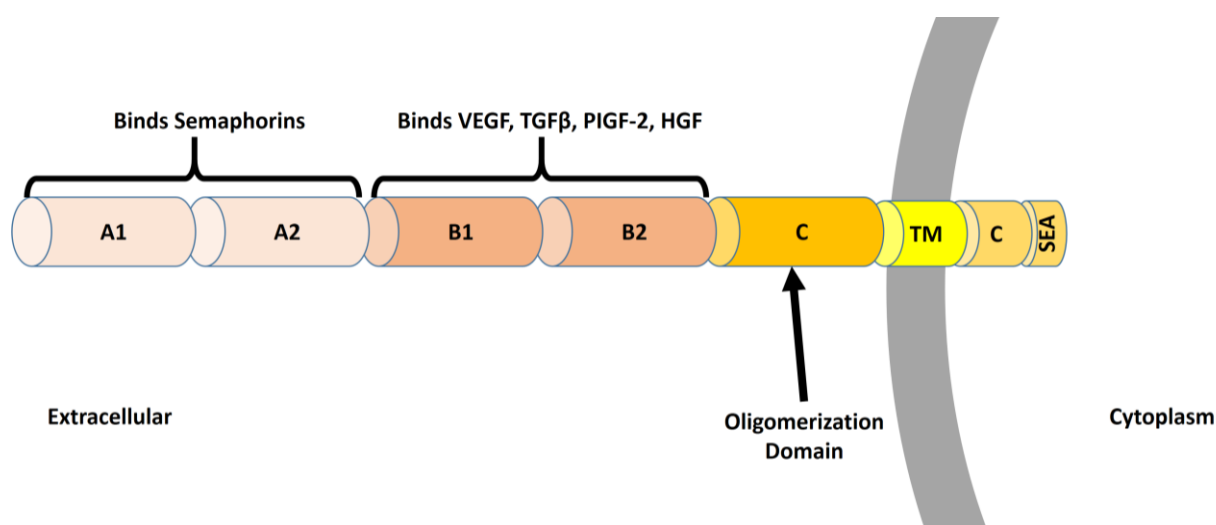 Binds Semaphorins
Binds VEGF, TGFβ, PIGF-2, HGF
A1
A2
B1
B2
C
TM
C
SEA
Extracellular
Oligomerization
Domain
Cytoplasm